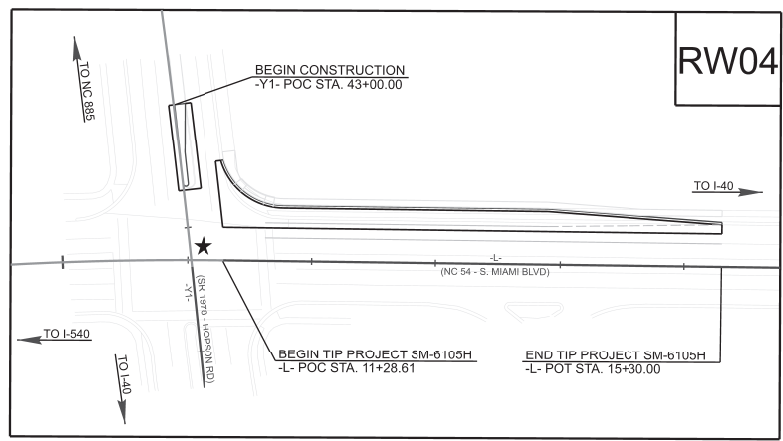 RW04
TO NC 885
BEGIN CONSTRUCTION
-Y1- POC STA. 43+00.00
TO I-40
-L-
(NC 54 - S. MIAMI BLVD)
-Y1-
(SR 1978 - HOPSON RD)
TO I-540
TO I-40
BEGIN TIP PROJECT SM-6105H
-L- POC STA. 11+28.61
END TIP PROJECT SM-6105H
-L- POT STA. 15+30.00